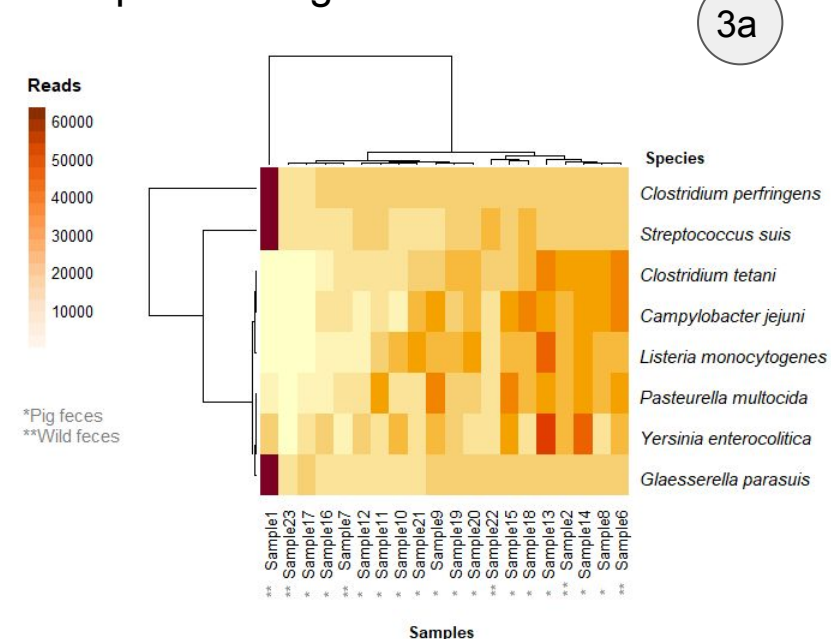 3a
Reads
60000
50000
40000
30000
20000
10000
*Pig feces
**Wild feces
Species
Clostridium perfringens
Streptococcus suis
Clostridium tetani
Campylobacter jejuni
Listeria monocytogenes
Pasteurella multocida
Yersinia enterocolitica
Glaesserella parasuis
** Sample1
** Sample23
* Sample17
* Sample16
** Sample7
* Sample12
* Sample11
* Sample10
* Sample21
* Sample9
* Sample19
* Sample20
** Sample22
* Sample15
* Sample18
* Sample13
** Sample2
* Sample14
* Sample8
** Sample6
Samples